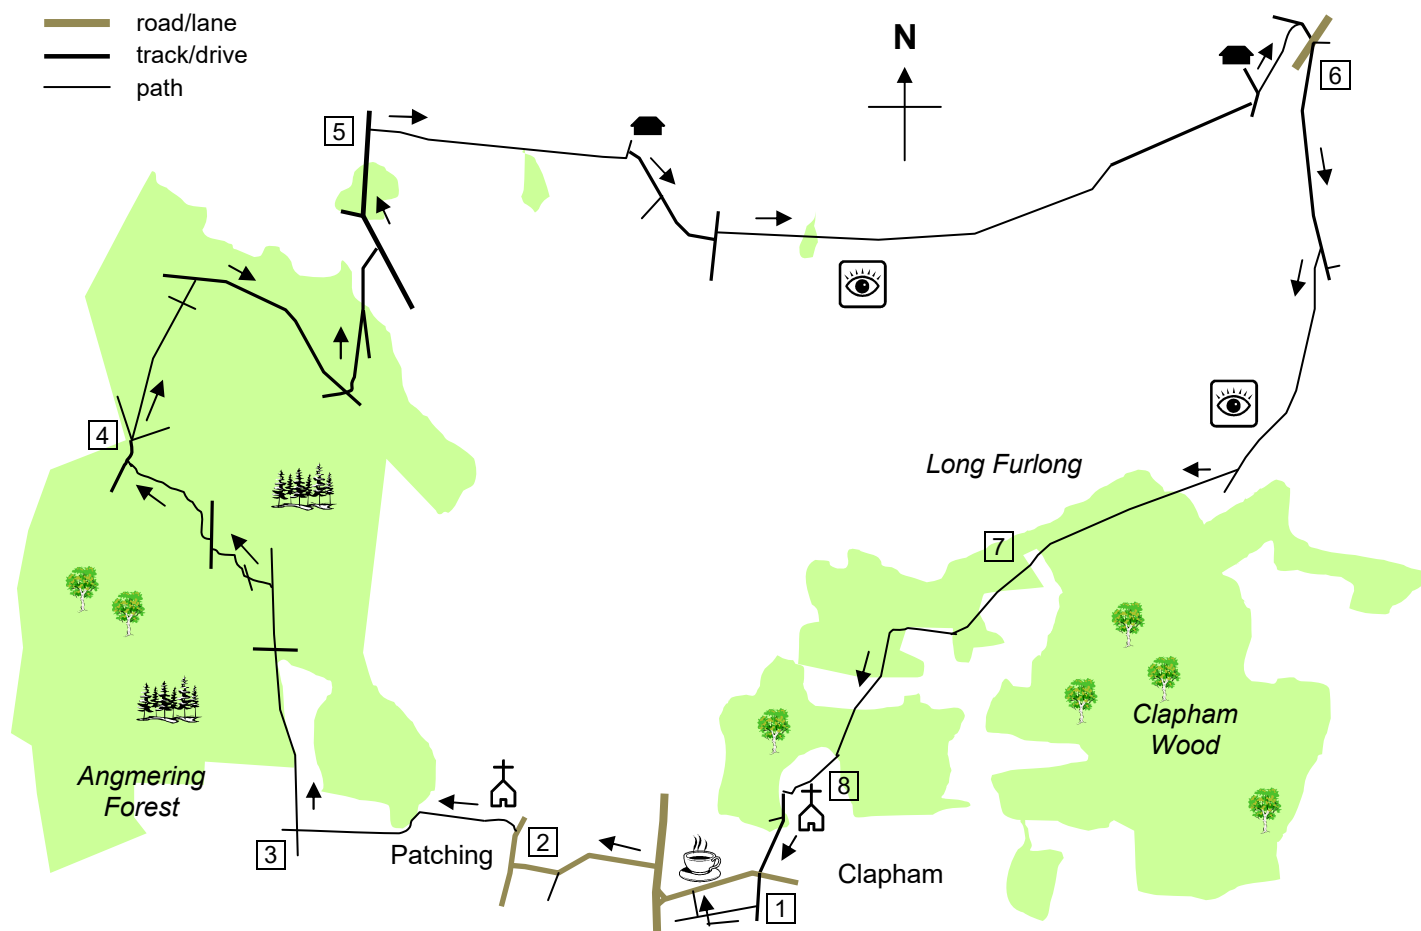 road/lane
track/drive
path
N
6
5
4
Long Furlong
7
Clapham
Wood
Angmering
Forest
8
2
3
Patching
Clapham
1